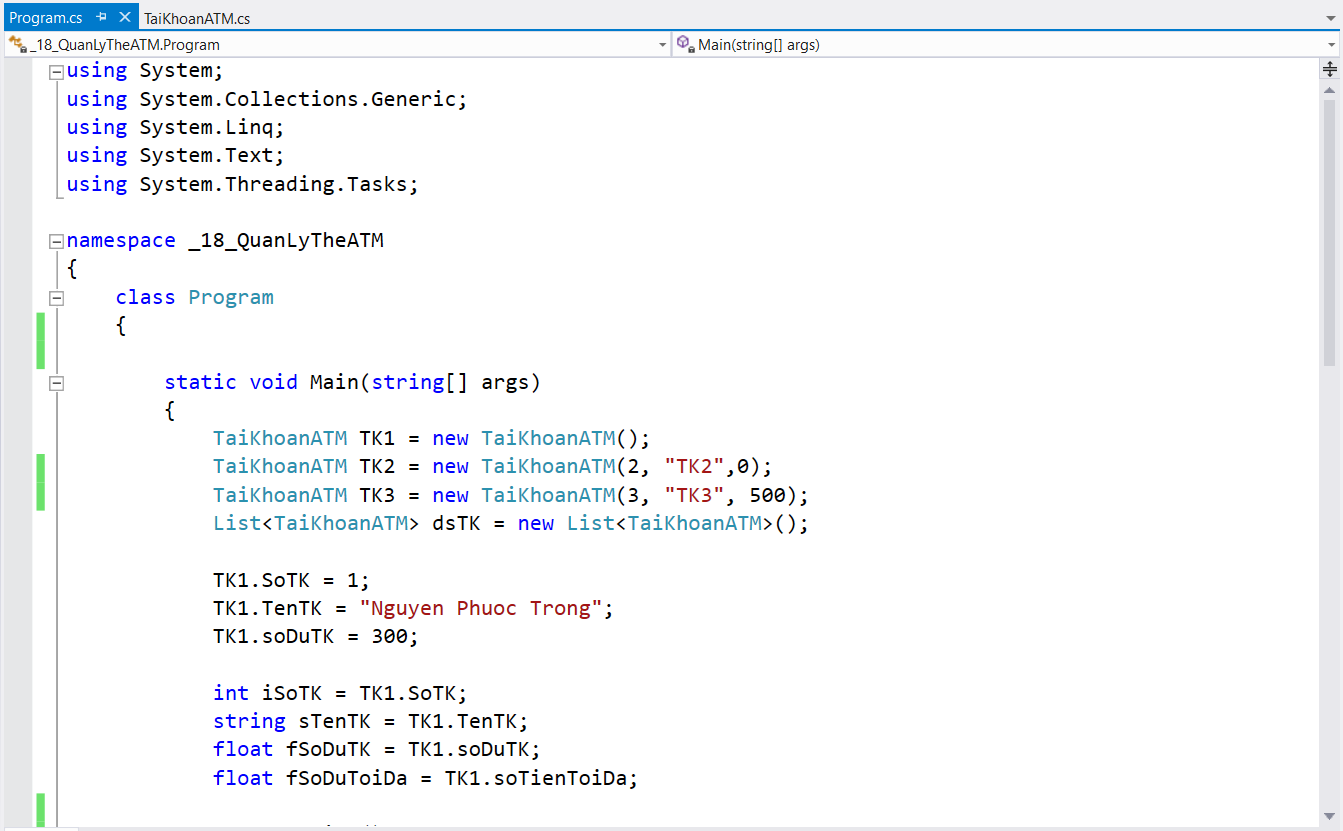 Program.cs TaiKhoanATM.cs
_18_QuanLyTheATM.Program Main(string[] args)
using System;
using System.Collections.Generic;
using System.Linq;
using System.Text;
using System.Threading.Tasks;
namespace _18_QuanLyTheATM
{
class Program
{
static void Main(string[] args)
{
TaiKhoanATM TK1 = new TaiKhoanATM();
TaiKhoanATM TK2 = new TaiKhoanATM(2, "TK2",0);
TaiKhoanATM TK3 = new TaiKhoanATM(3, "TK3", 500);
List<TaiKhoanATM> dsTK = new List<TaiKhoanATM>();
TK1.SoTK = 1;
TK1.TenTK = "Nguyen Phuoc Trong";
TK1.soDuTK = 300;
int iSoTK = TK1.SoTK;
string sTenTK = TK1.TenTK;
float fSoDuTK = TK1.soDuTK;
float fSoDuToiDa = TK1.soTienToiDa;